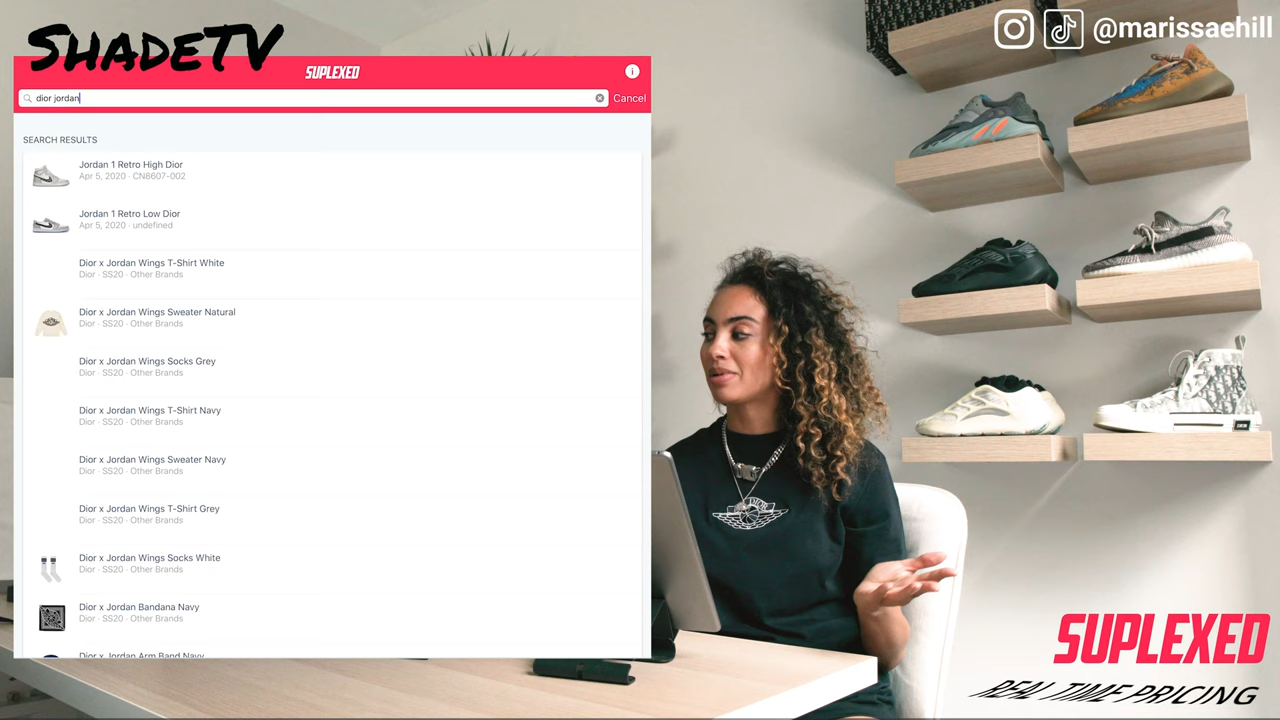 SHADETV
@marissaehill
SUPLEXED
i
dior jordan
Cancel
SEARCH RESULTS
Jordan 1 Retro High Dior
Apr 5, 2020 · CN8607-002
Jordan 1 Retro Low Dior
Apr 5, 2020 · undefined
Dior x Jordan Wings T-Shirt White
Dior · SS20 · Other Brands
Dior x Jordan Wings Sweater Natural
Dior · SS20 · Other Brands
Dior x Jordan Wings Socks Grey
Dior · SS20 · Other Brands
Dior x Jordan Wings T-Shirt Navy
Dior · SS20 · Other Brands
Dior x Jordan Wings Sweater Navy
Dior · SS20 · Other Brands
Dior x Jordan Wings T-Shirt Grey
Dior · SS20 · Other Brands
Dior x Jordan Wings Socks White
Dior · SS20 · Other Brands
Dior x Jordan Bandana Navy
Dior · SS20 · Other Brands
Dior x Jordan Arm Band Navy
SUPLEXED
REAL TIME PRICING